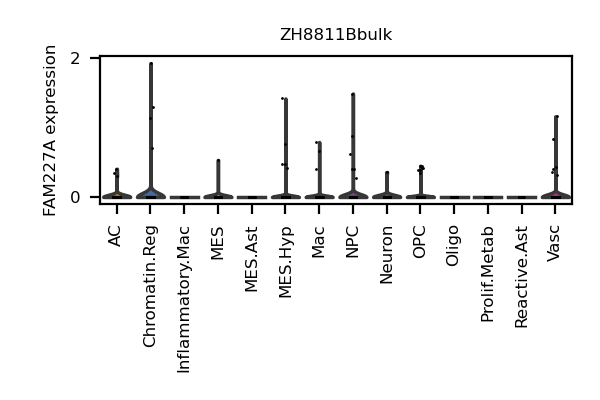 ZH8811Bbulk
FAM227A expression
2
0
AC
Chromatin.Reg
Inflammatory.Mac
MES
MES.Ast
MES.Hyp
Mac
NPC
Neuron
OPC
Oligo
Prolif.Metab
Reactive.Ast
Vasc